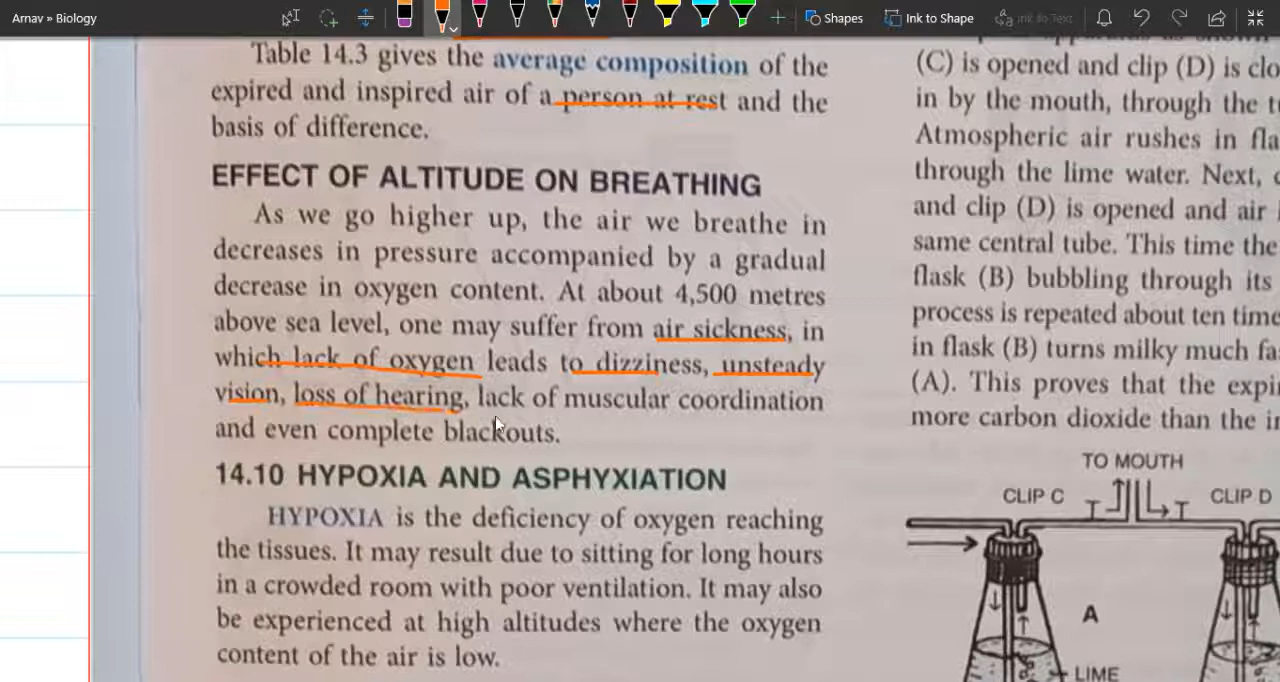 Arnav » Biology
Shapes
Ink to Shape
Ink to Text
Table 14.3 gives the average composition of the
expired and inspired air of a person at rest and the
basis of difference.
EFFECT OF ALTITUDE ON BREATHING
As we go higher up, the air we breathe in
decreases in pressure accompanied by a gradual
decrease in oxygen content. At about 4,500 metres
above sea level, one may suffer from air sickness, in
which lack of oxygen leads to dizziness, unsteady
vision, loss of hearing, lack of muscular coordination
and even complete blackouts.
14.10 HYPOXIA AND ASPHYXIATION
HYPOXIA is the deficiency of oxygen reaching
the tissues. It may result due to sitting for long hours
in a crowded room with poor ventilation. It may also
be experienced at high altitudes where the oxygen
content of the air is low.
(C) is opened and clip (D) is clo
in by the mouth, through the t
Atmospheric air rushes in fla
through the lime water. Next,
and clip (D) is opened and air
same central tube. This time the
flask (B) bubbling through its
process is repeated about ten time
in flask (B) turns milky much fa
(A). This proves that the expi
more carbon dioxide than the i
TO MOUTH
CLIP C
CLIP D
A
LIME